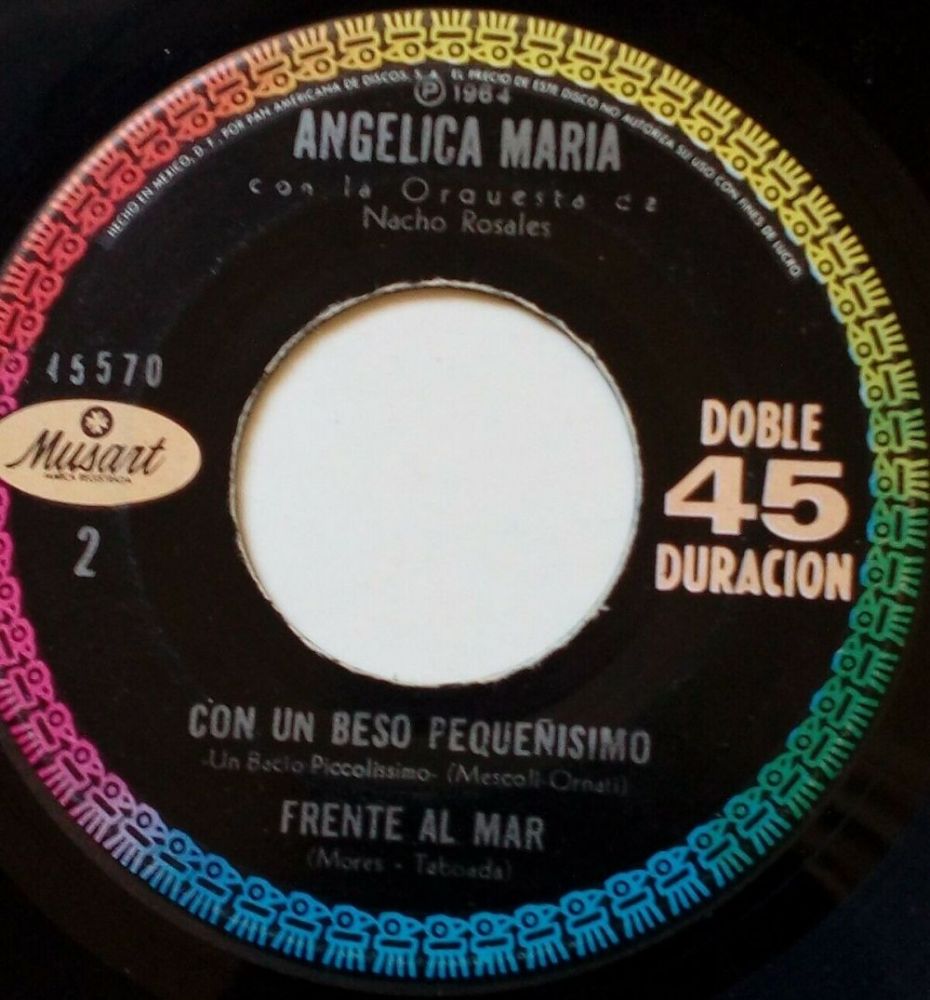 HECHO EN MEXICO, D. F., POR PAN AMERICANA DE DISCOS, S. A. EL PRECIO DE ESTE DISCO NO AUTORIZA SU USO CON FINES DE LUCRO.
Ⓟ 1964
ANGELICA MARIA
con la Orquesta de
Nacho Rosales
45570
Musart
MARCA REGISTRADA
2
DOBLE
45
DURACION
CON UN BESO PEQUEÑISIMO
-Un Bacio Piccolissimo- (Mescoli-Ornati)
FRENTE AL MAR
(Mores - Taboada)